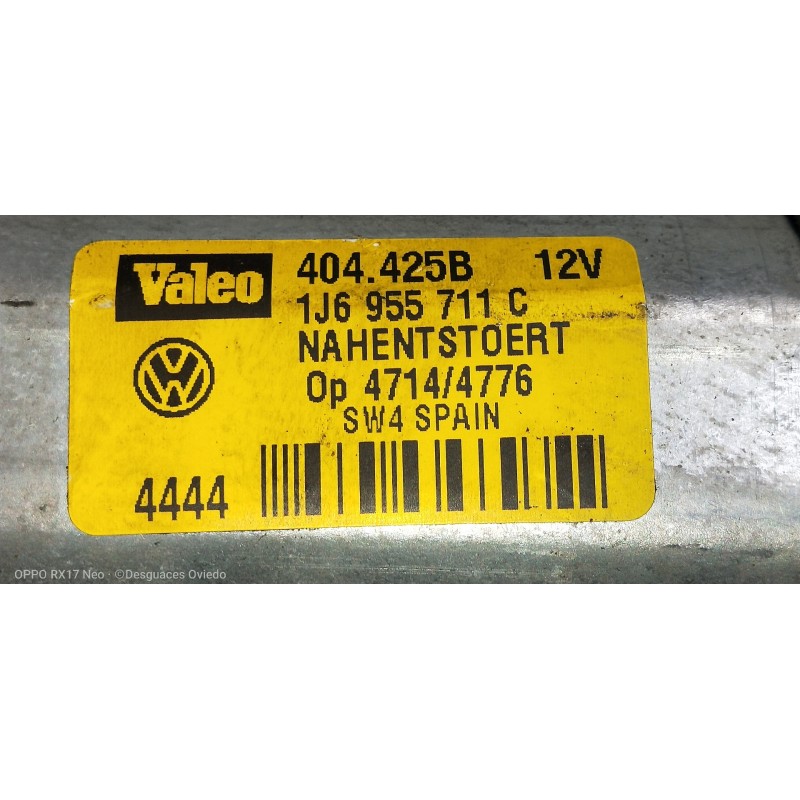 Valeo 404.425B 12V
1J6 955 711 C
NAHENTSTOERT
Op 4714/4776
SW4 SPAIN
4444
OPPO RX17 Neo · ©Desguaces Oviedo